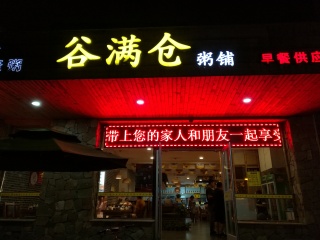 谷满仓 粥铺 早餐供应
粥
带上您的家人和朋友一起享受